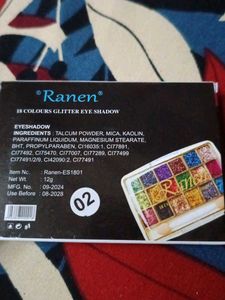 ®Ranen®
18 COLOURS GLITTER EYE SHADOW
EYESHADOW
INGREDIENTS : TALCUM POWDER, MICA, KAOLIN,
PARAFFINUM LIQUIDUM, MAGNESIUM STEARATE,
BHT, PROPYLPARABEN, CI16035:1, CI77891,
CI77492, CI75470, CI77007, CI77289, CI77499
CI77491/2/9, CI42090:2, CI77491
Item No.: Ranen-ES1801
Net Wt : 12g
MFG. No : 09-2024
Use Before : 08-2028
02